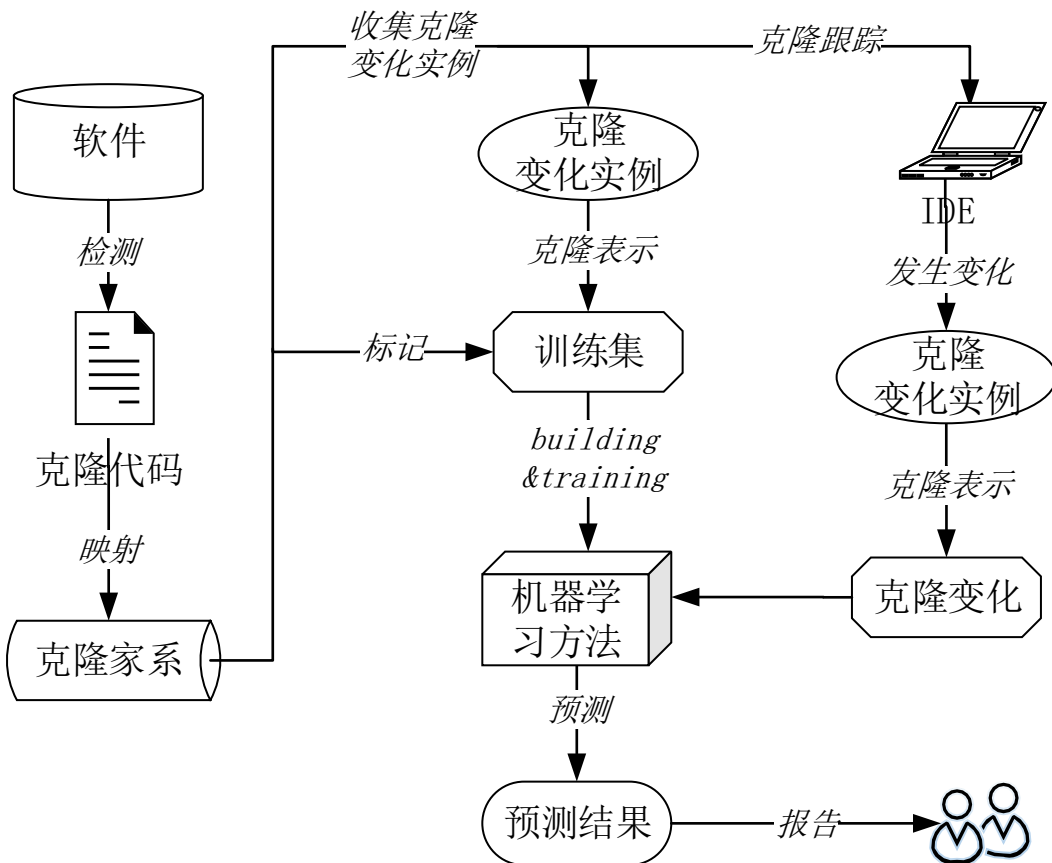 收集克隆
变化实例
克隆跟踪
软件
克隆
变化实例
IDE
检测
克隆表示
发生变化
标记
训练集
克隆
变化实例
克隆代码
building
&training
克隆表示
映射
机器学
习方法
克隆变化
克隆家系
预测
预测结果
报告